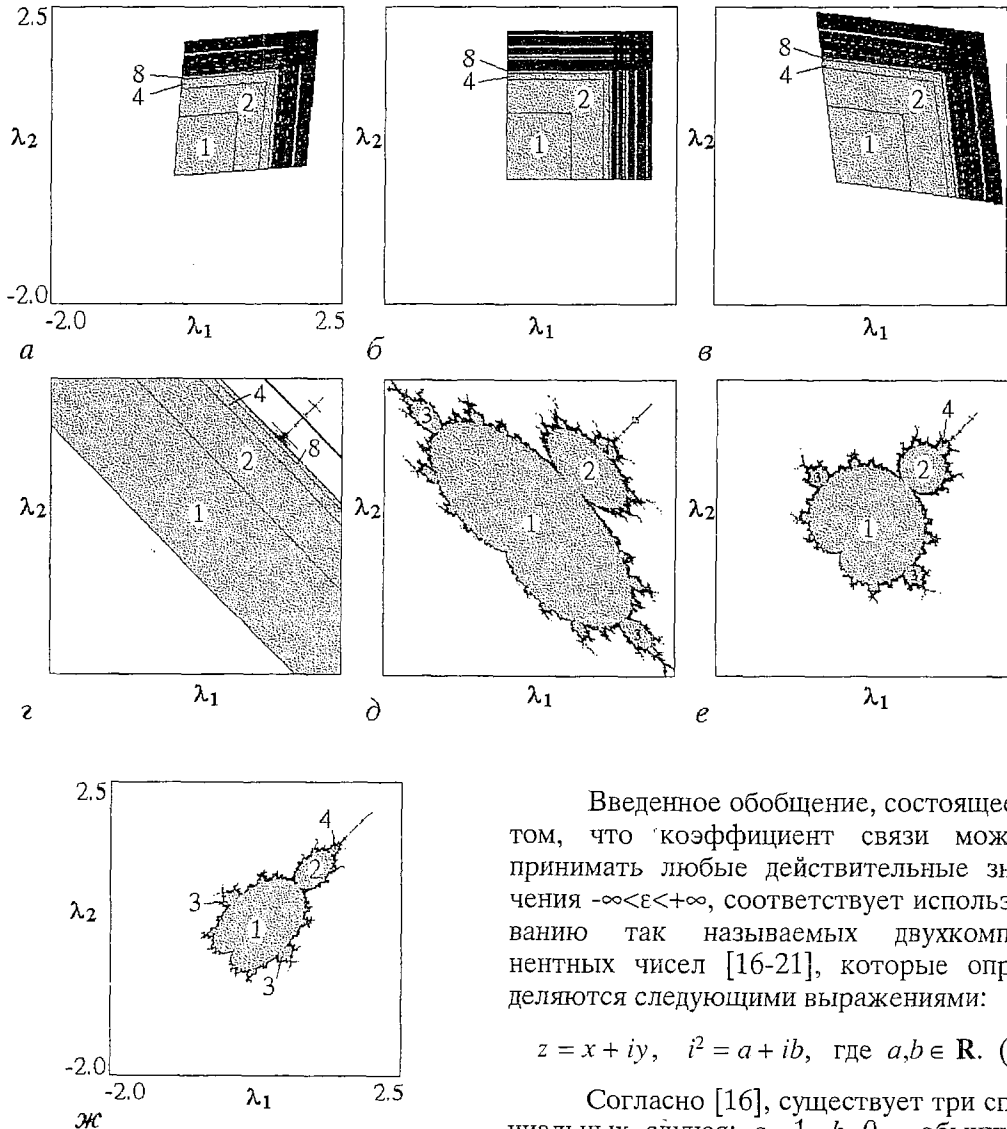 2.5
8
4
2
1
λ2
-2.0
-2.0
λ1
2.5
а
8
4
2
1
λ2
λ1
б
8
4
2
1
λ2
λ1
в
4
2
8
1
λ2
λ1
г
3
2
1
λ2
λ1
д
4
2
3
1
3
λ2
λ1
е
2.5
4
2
3
1
3
λ2
-2.0
-2.0
λ1
2.5
ж
Введенное обобщение, состоящее
том, что коэффициент связи мож
принимать любые действительные зн
чения -∞<ε<+∞, соответствует использ
ванию так называемых двухкомп
нентных чисел [16-21], которые опр
деляются следующими выражениями:
z = x + iy, i² = a + ib, где a,b ∈ R. (
Согласно [16], существует три сп